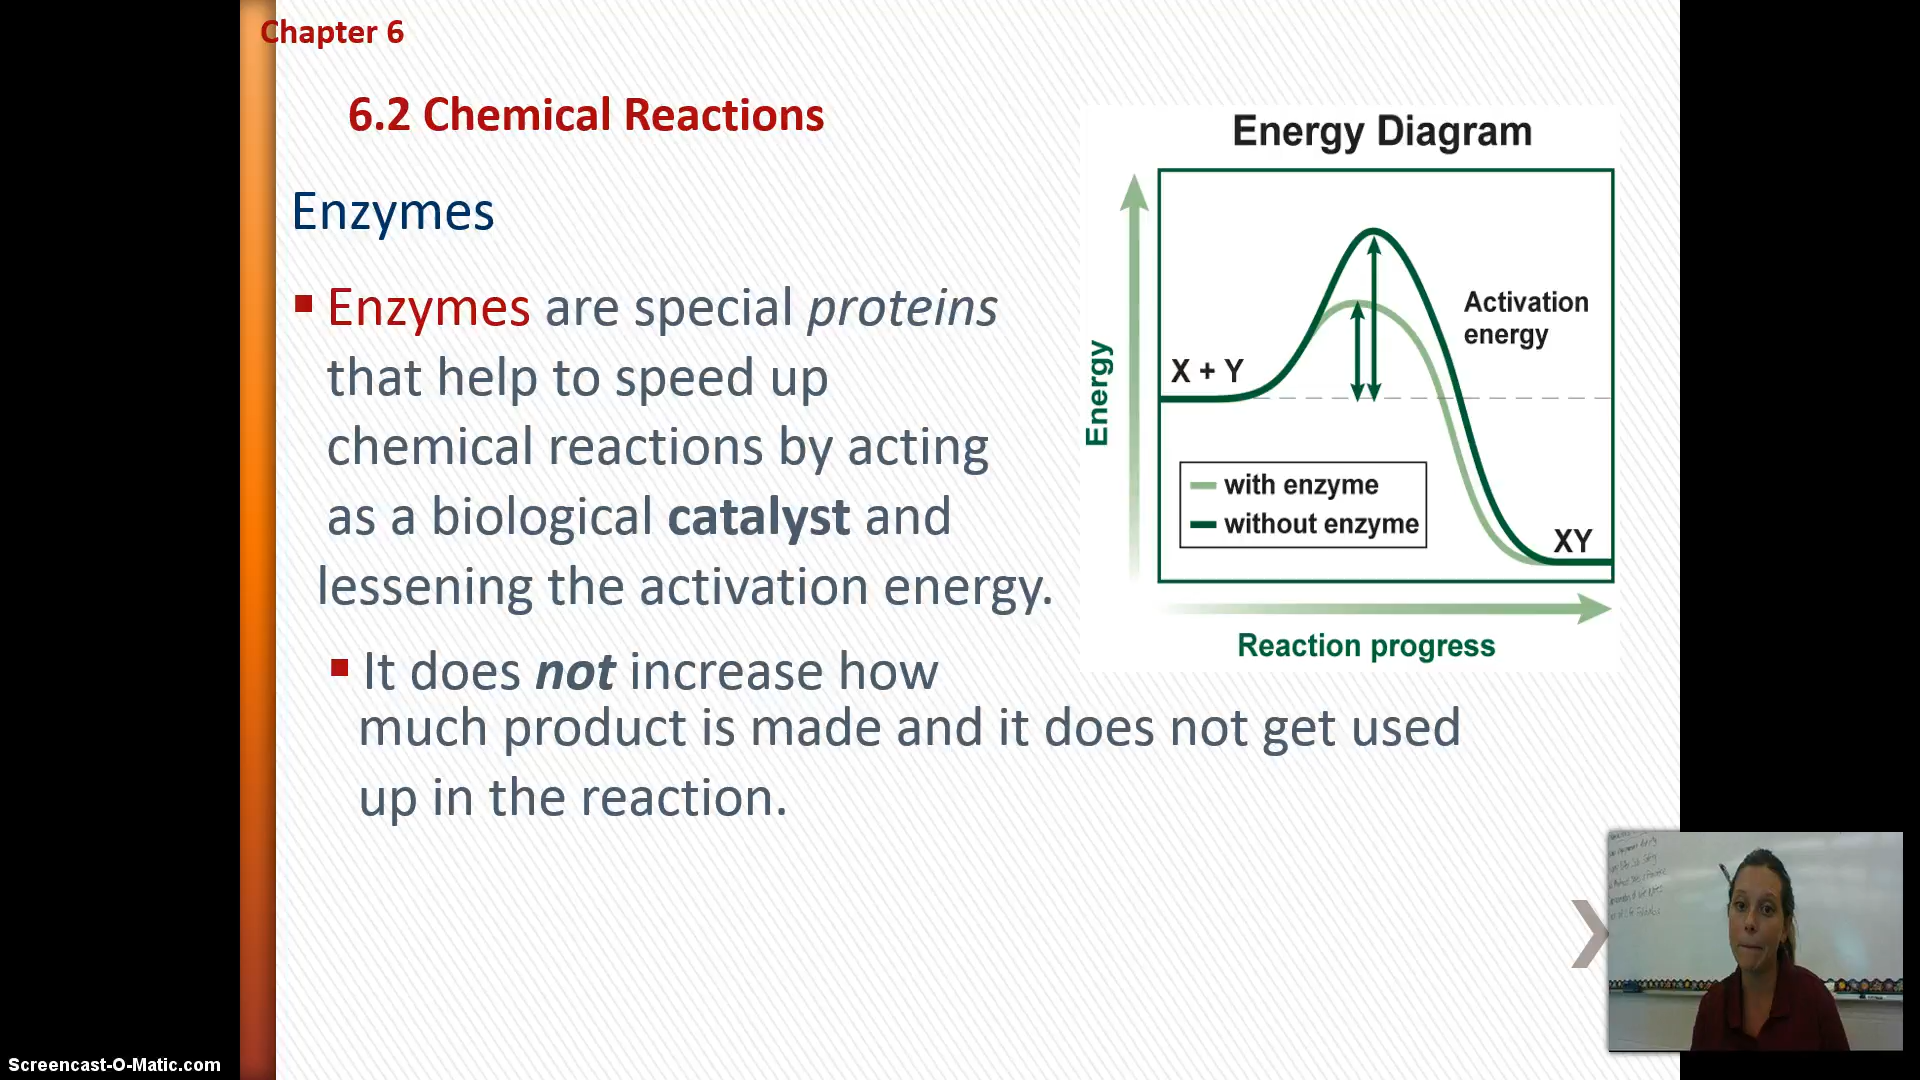 Chapter 6
6.2 Chemical Reactions
Enzymes
Enzymes are special proteins
that help to speed up
chemical reactions by acting
as a biological catalyst and
lessening the activation energy.
It does not increase how
much product is made and it does not get used
up in the reaction.
Energy Diagram
Energy
X + Y
Activation
energy
with enzyme
without enzyme
XY
Reaction progress
Screencast-O-Matic.com